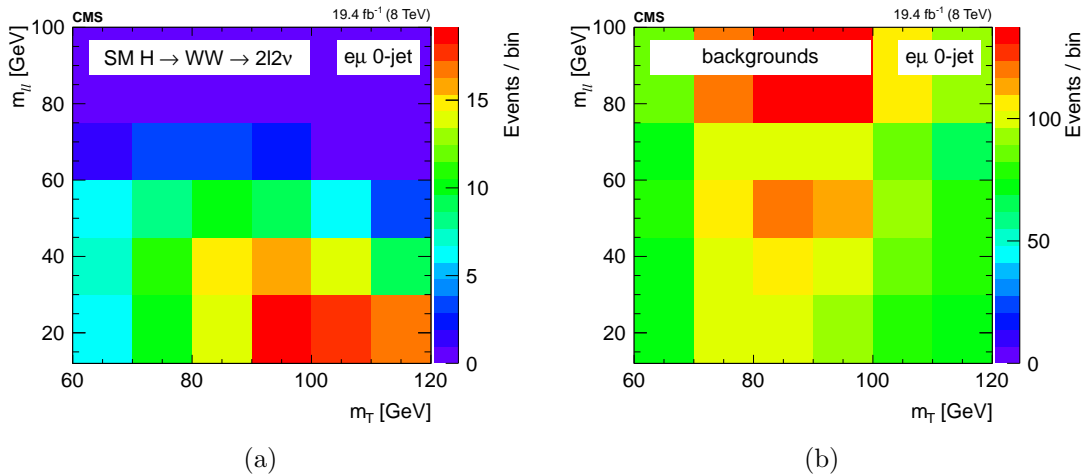 CMS 19.4 fb⁻¹ (8 TeV)
SM H → WW → 2l2ν eμ 0-jet
m_ll [GeV]
100
80
60
40
20
60 80 100 120
m_T [GeV]
Events / bin
15
10
5
0
(a)
CMS 19.4 fb⁻¹ (8 TeV)
backgrounds eμ 0-jet
m_ll [GeV]
100
80
60
40
20
60 80 100 120
m_T [GeV]
Events / bin
100
50
0
(b)